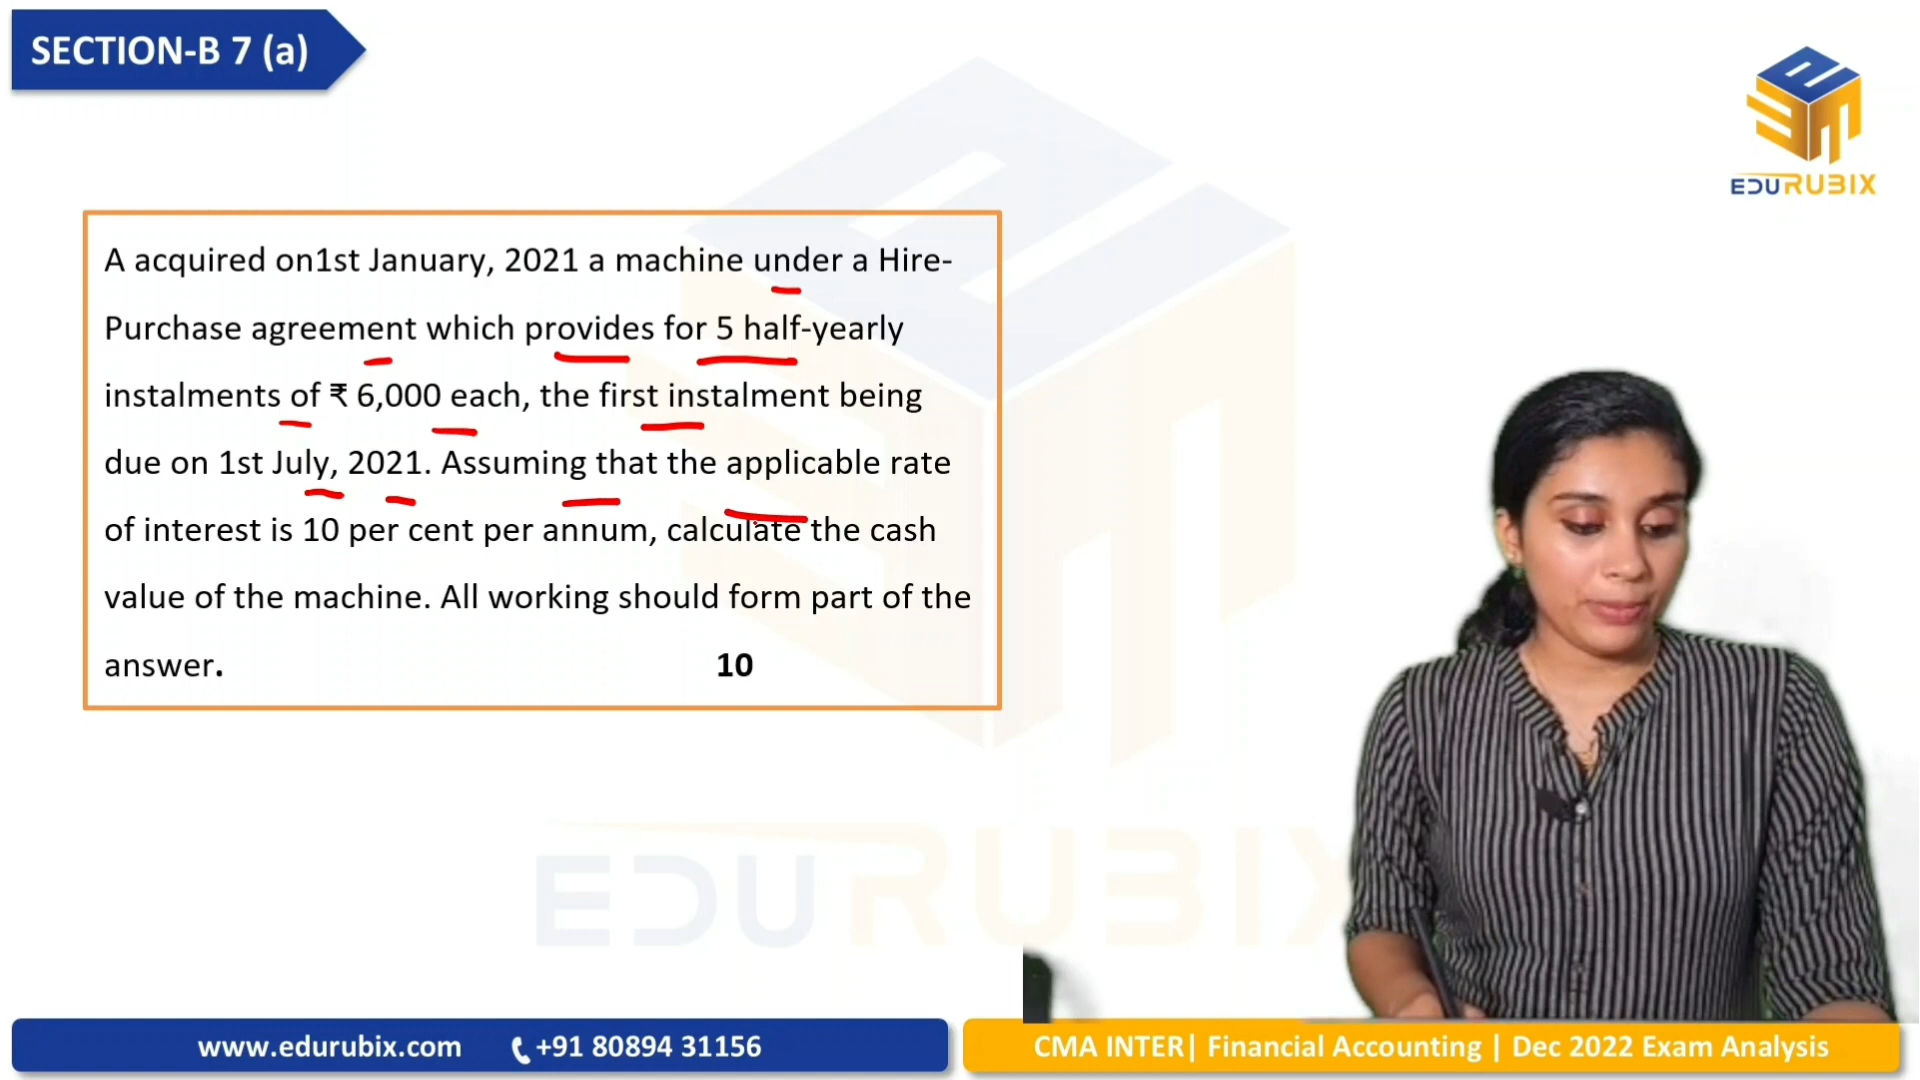 SECTION-B 7 (a)
EDURUBIX
A acquired on1st January, 2021 a machine under a Hire-
Purchase agreement which provides for 5 half-yearly
instalments of ₹ 6,000 each, the first instalment being
due on 1st July, 2021. Assuming that the applicable rate
of interest is 10 per cent per annum, calculate the cash
value of the machine. All working should form part of the
answer. 10
EDURUBIX
www.edurubix.com +91 80894 31156
CMA INTER| Financial Accounting | Dec 2022 Exam Analysis